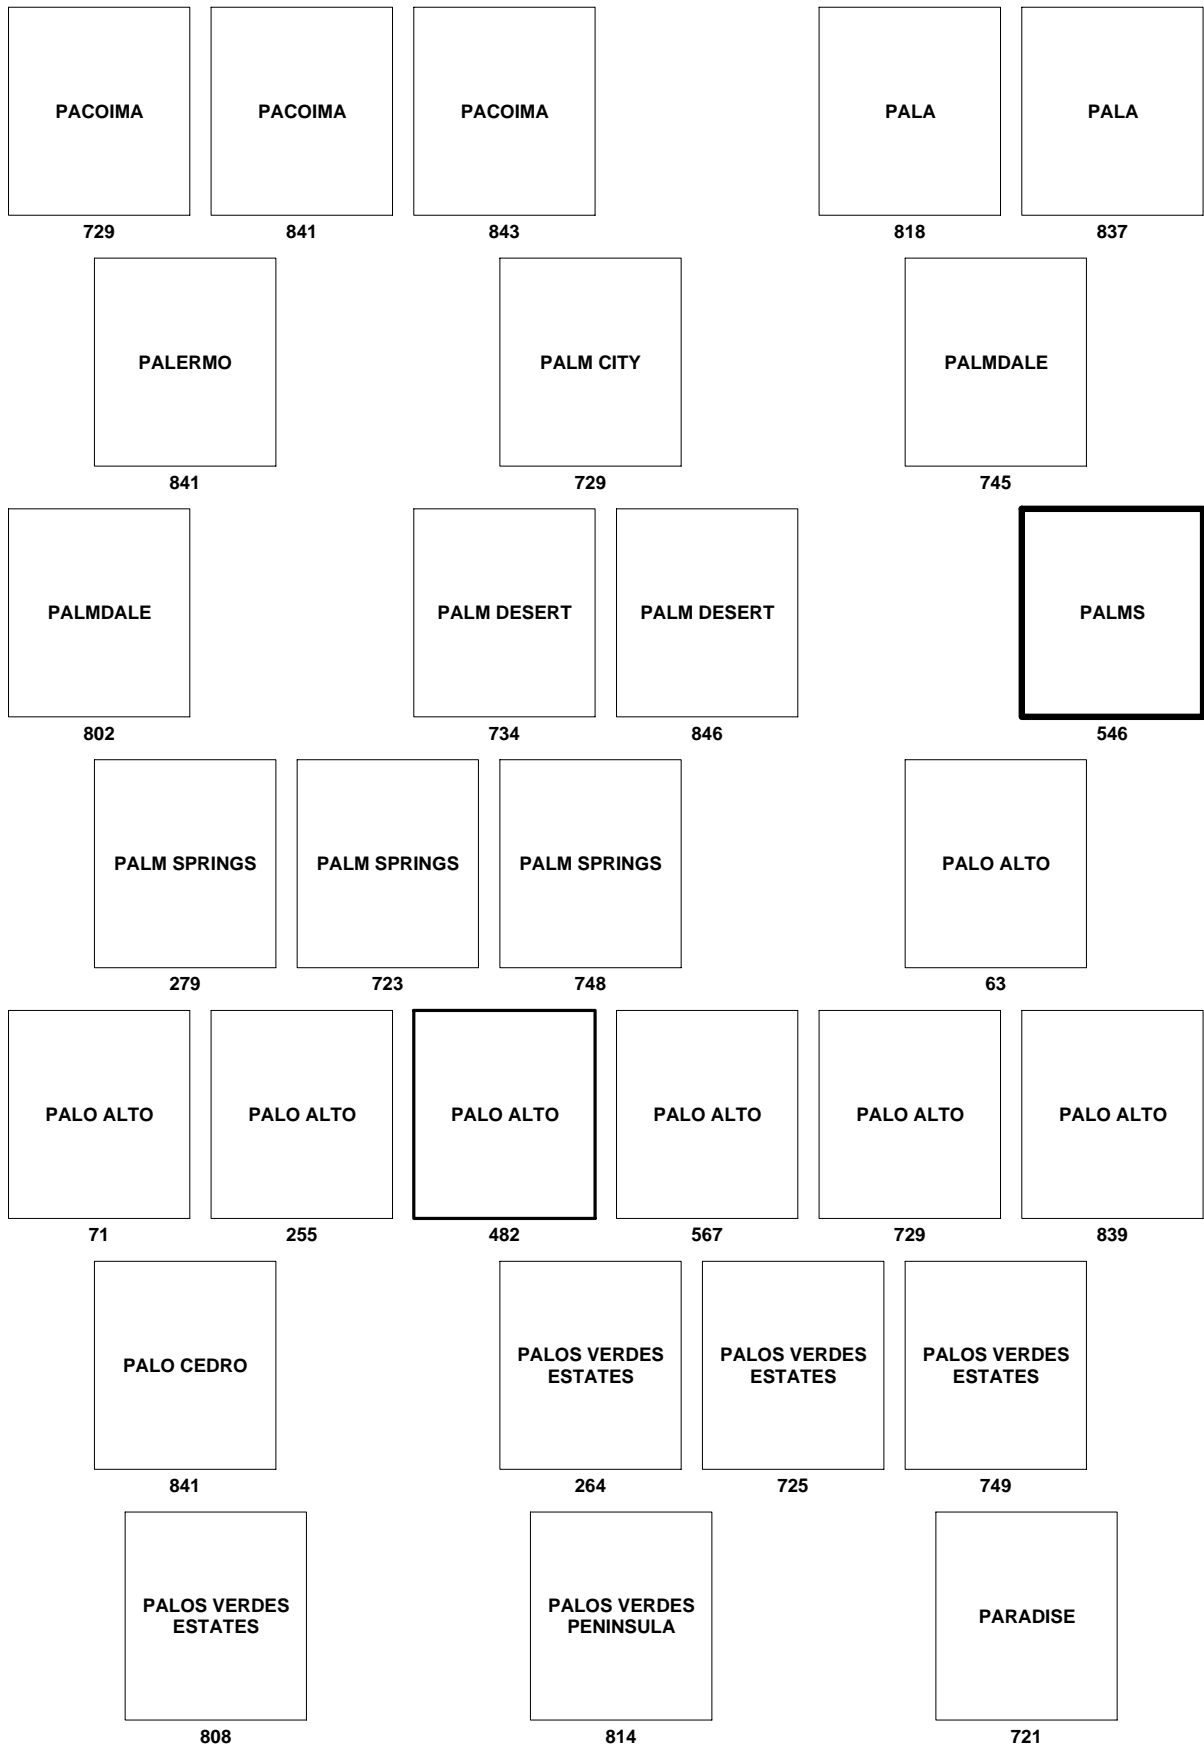 PACOIMA PACOIMA PACOIMA PALA PALA
729 841 843 818 837
PALERMO PALM CITY PALMDALE
841 729 745
PALMDALE PALM DESERT PALM DESERT PALMS
802 734 846 546
PALM SPRINGS PALM SPRINGS PALM SPRINGS PALO ALTO
279 723 748 63
PALO ALTO PALO ALTO PALO ALTO PALO ALTO PALO ALTO PALO ALTO
71 255 482 567 729 839
PALO CEDRO PALOS VERDES PALOS VERDES PALOS VERDES
ESTATES ESTATES ESTATES
841 264 725 749
PALOS VERDES PALOS VERDES PARADISE
ESTATES PENINSULA
808 814 721